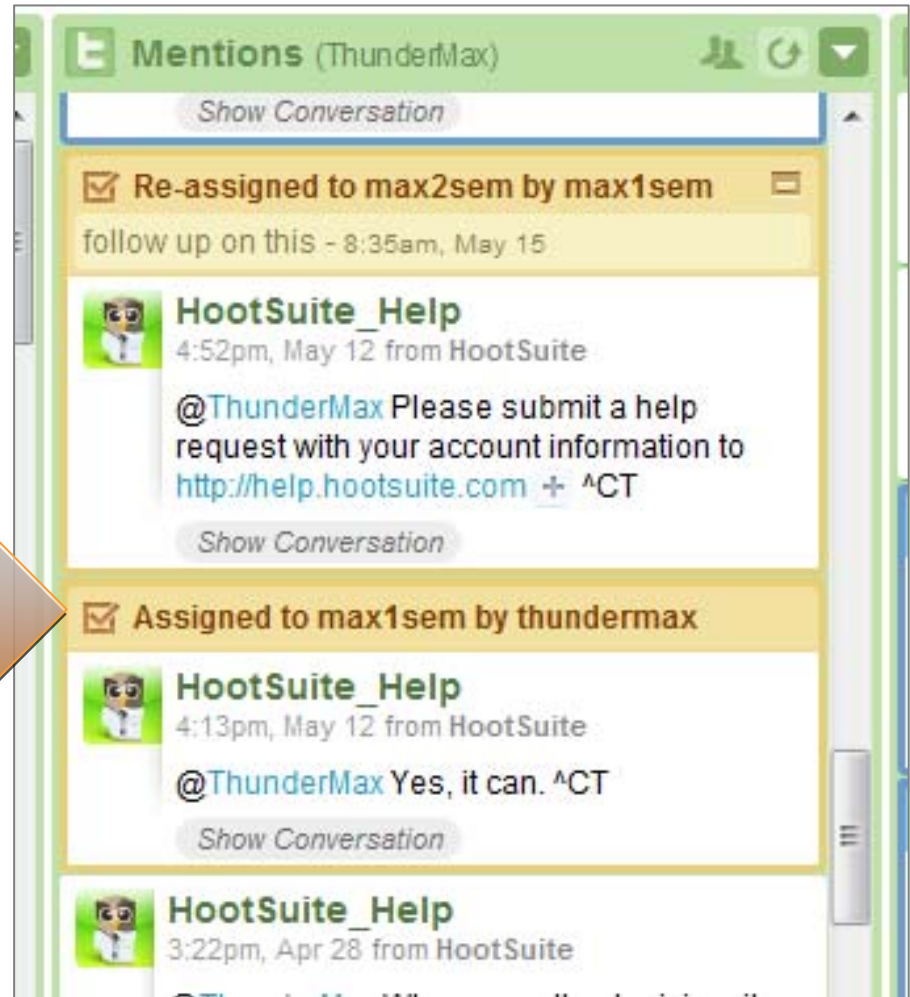 Mentions (ThunderMax)
Show Conversation
Re-assigned to max2sem by max1sem
follow up on this - 8:35am, May 15
HootSuite_Help
4:52pm, May 12 from HootSuite
@ThunderMax Please submit a help
request with your account information to
http://help.hootsuite.com + ^CT
Show Conversation
Assigned to max1sem by thundermax
HootSuite_Help
4:13pm, May 12 from HootSuite
@ThunderMax Yes, it can. ^CT
Show Conversation
HootSuite_Help
3:22pm, Apr 28 from HootSuite